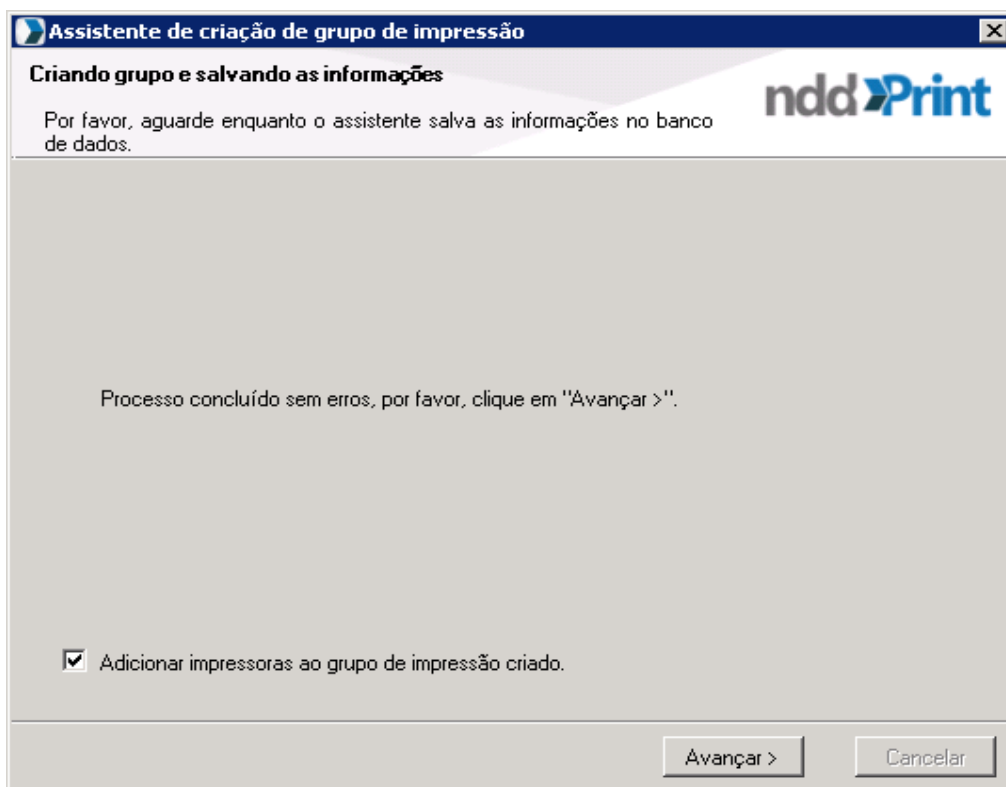 Assistente de criação de grupo de impressão
Criando grupo e salvando as informações
Por favor, aguarde enquanto o assistente salva as informações no banco
de dados.
ndd Print
Processo concluído sem erros, por favor, clique em "Avançar >".
Adicionar impressoras ao grupo de impressão criado.
Avançar >
Cancelar